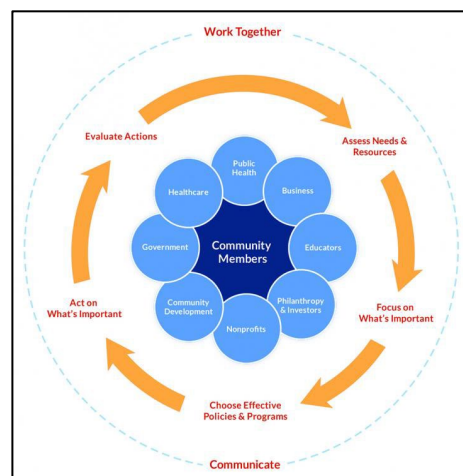 Work Together
Evaluate Actions
Assess Needs &
Resources
Public
Health
Healthcare
Business
Government
Community
Members
Educators
Community
Development
Philanthropy
& Investors
Nonprofits
Act on
What's Important
Focus on
What's Important
Choose Effective
Policies & Programs
Communicate